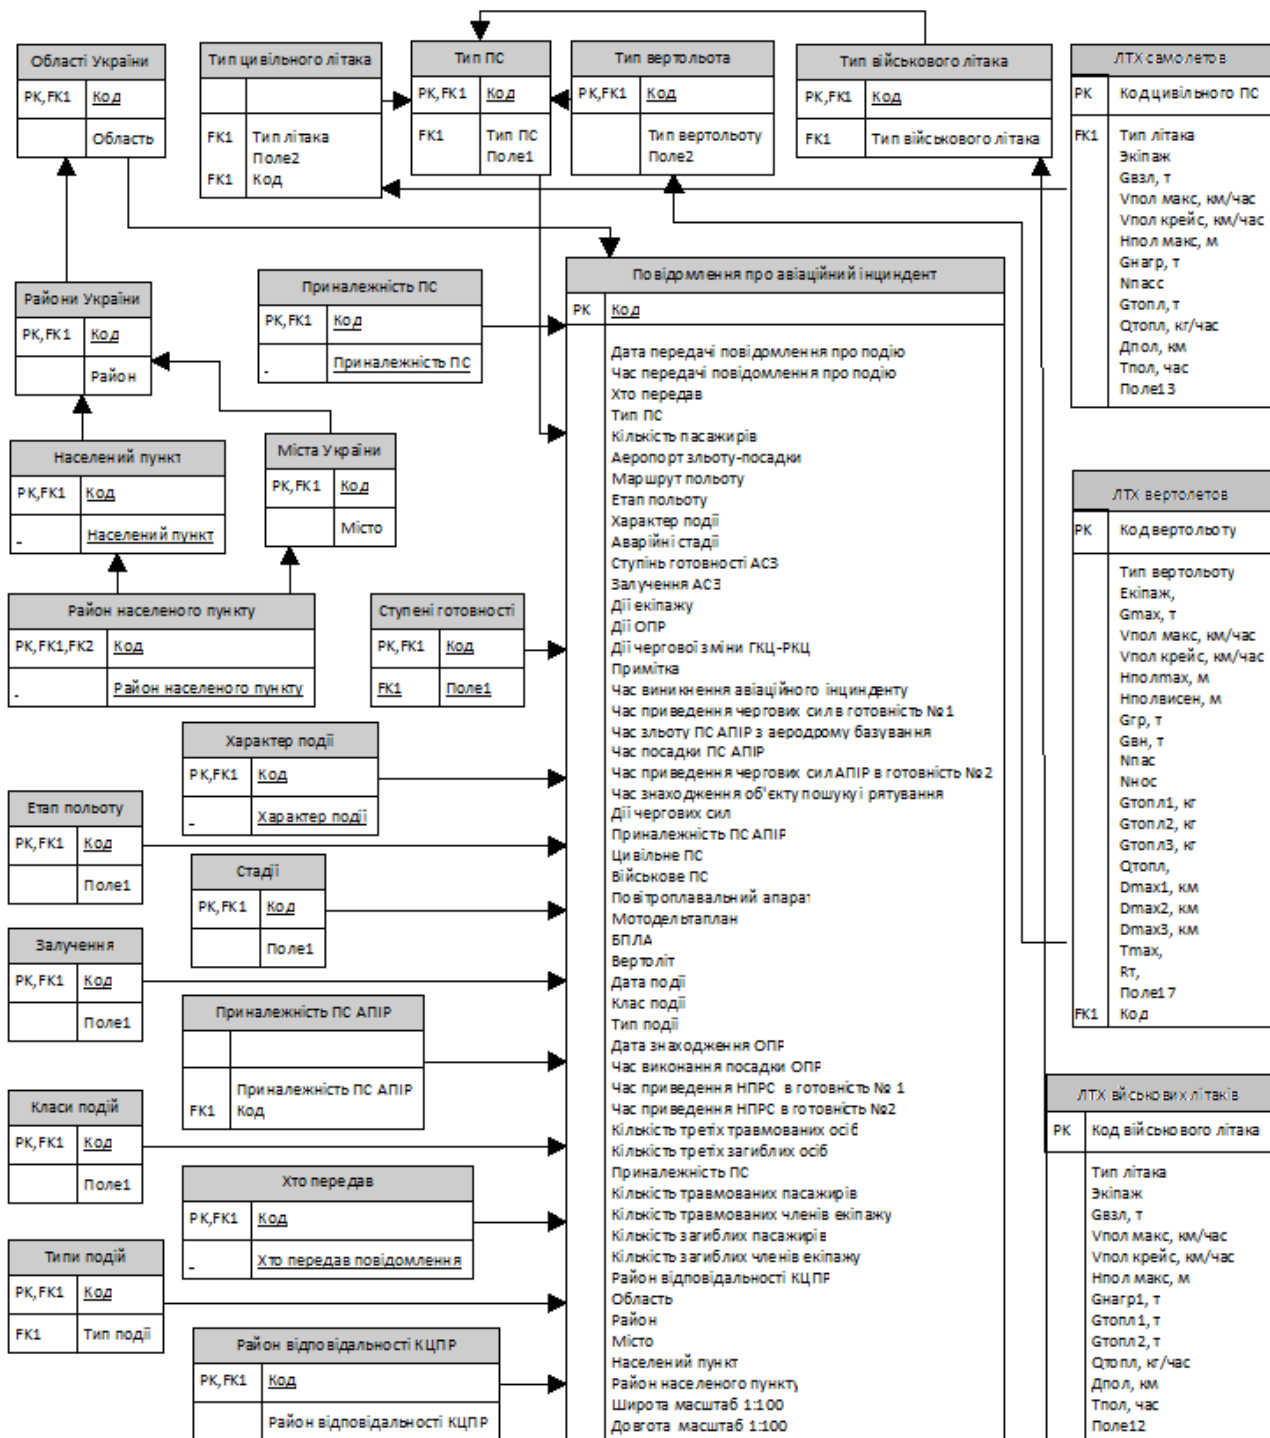 Області України
PK,FK1 Код
Область
Тип цивільного літака
FK1 Тип літака
Поле2
FK1 Код
Тип ПС
PK,FK1 Код
FK1 Тип ПС
Поле1
Тип вертольота
PK,FK1 Код
Тип вертольоту
Поле2
Тип військового літака
PK,FK1 Код
FK1 Тип військового літака
ЛТХ самолетов
PK Код цивільного ПС
FK1 Тип літака
Экіпаж
Gвзл, т
Vпол макс, км/час
Vпол крейс, км/час
Hпол макс, м
Gнагр, т
Nпасс
Gтопл, т
Qтопл, кг/час
Дпол, км
Тпол, час
Поле13
Райони України
PK,FK1 Код
Район
Приналежність ПС
PK,FK1 Код
- Приналежність ПС
Населений пункт
PK,FK1 Код
- Населений пункт
Міста України
PK,FK1 Код
Місто
Район населеного пункту
PK,FK1,FK2 Код
- Район населеного пункту
Ступені готовності
PK,FK1 Код
FK1 Поле1
Характер події
PK,FK1 Код
- Характер події
Етап польоту
PK,FK1 Код
Поле1
Стадії
PK,FK1 Код
Поле1
Залучення
PK,FK1 Код
Поле1
Приналежність ПС АПІР
Приналежність ПС АПІР
FK1 Код
Класи подій
PK,FK1 Код
Поле1
Хто передав
PK,FK1 Код
- Хто передав повідомлення
Типи подій
PK,FK1 Код
FK1 Тип події
Район відповідальності КЦПР
PK,FK1 Код
Район відповідальності КЦПР
Повідомлення про авіаційний інциндент
PK Код
Дата передачі повідомлення про подію
Час передачі повідомлення про подію
Хто передав
Тип ПС
Кількість пасажирів
Аеропорт зльоту-посадки
Маршрут польоту
Етап польоту
Характер події
Аварійні стадії
Ступінь готовності АСЗ
Залучення АСЗ
Дії екіпажу
Дії ОПР
Дії чергової зміни ГКЦ-РКЦ
Примітка
Час виникнення авіаційного інцинденту
Час приведення чергових сил в готовність №1
Час зльоту ПС АПІР з аеродрому базування
Час посадки ПС АПІР
Час приведення чергових сил АПІР в готовність №2
Час знаходження об'єкту пошуку і рятування
Дії чергових сил
Приналежність ПС АПІР
Цивільне ПС
Військове ПС
Повітроплавальний апарат
Мотодельтаплан
БПЛА
Вертоліт
Дата події
Клас події
Тип події
Дата знаходження ОПР
Час виконання посадки ОПР
Час приведення НПРС в готовність № 1
Час приведення НПРС в готовність №2
Кількість третіх травмованих осіб
Кількість третіх загиблих осіб
Приналежність ПС
Кількість травмованих пасажирів
Кількість травмованих членів екіпажу
Кількість загиблих пасажирів
Кількість загиблих членів екіпажу
Район відповідальності КЦПР
Область
Район
Місто
Населений пункт
Район населеного пункту
Широта масштаб 1:100
Довгота масштаб 1:100
ЛТХ вертолетов
PK Код вертольоту
Тип вертольоту
Екіпаж,
Gmax, т
Vпол макс, км/час
Vпол крейс, км/час
Hполmax, м
Hполвисен, м
Gгр, т
Gвн, т
Nпас
Nнос
Gтопл1, кг
Gтопл2, кг
Gтопл3, кг
Qтопл,
Dmax1, км
Dmax2, км
Dmax3, км
Tmax,
Rт,
Поле17
FK1 Код
ЛТХ військових літаків
PK Код військового літака
Тип літака
Экіпаж
Gвзл, т
Vпол макс, км/час
Vпол крейс, км/час
Hпол макс, м
Gнагр1, т
Gтопл1, т
Gтопл2, т
Qтопл, кг/час
Дпол, км
Тпол, час
Поле12